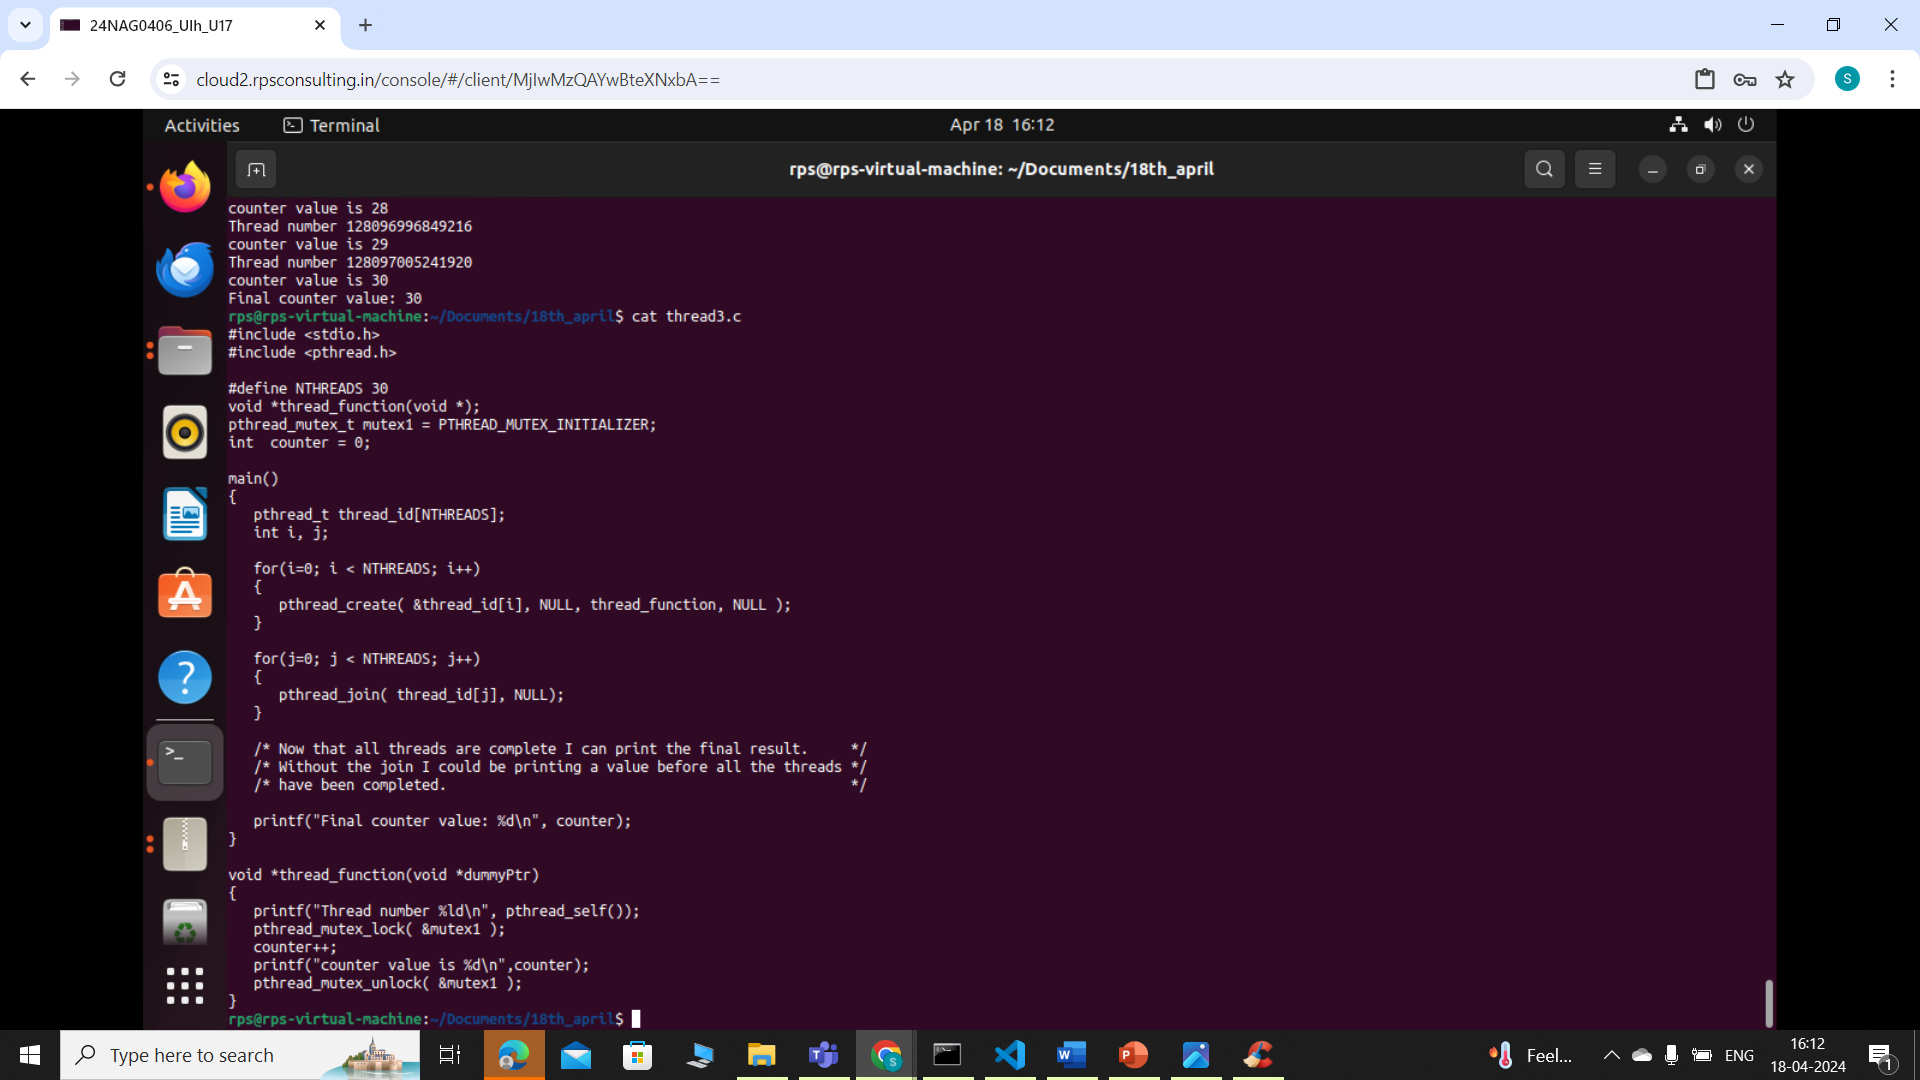 24NAG0406_Ulh_U17
cloud2.rpsconsulting.in/console/#/client/MjIwMzQAYwBteXNxbA==
S
Activities
Terminal
Apr 18 16:12
rps@rps-virtual-machine: ~/Documents/18th_april
counter value is 28
Thread number 128096996849216
counter value is 29
Thread number 128097005241920
counter value is 30
Final counter value: 30
rps@rps-virtual-machine:~/Documents/18th_april$ cat thread3.c
#include <stdio.h>
#include <pthread.h>
#define NTHREADS 30
void *thread_function(void *);
pthread_mutex_t mutex1 = PTHREAD_MUTEX_INITIALIZER;
int  counter = 0;
main()
{
   pthread_t thread_id[NTHREADS];
   int i, j;
   for(i=0; i < NTHREADS; i++)
   {
      pthread_create( &thread_id[i], NULL, thread_function, NULL );
   }
   for(j=0; j < NTHREADS; j++)
   {
      pthread_join( thread_id[j], NULL);
   }
   /* Now that all threads are complete I can print the final result.     */
   /* Without the join I could be printing a value before all the threads */
   /* have been completed.                                                */
   printf("Final counter value: %d\n", counter);
}
void *thread_function(void *dummyPtr)
{
   printf("Thread number %ld\n", pthread_self());
   pthread_mutex_lock( &mutex1 );
   counter++;
   printf("counter value is %d\n",counter);
   pthread_mutex_unlock( &mutex1 );
}
rps@rps-virtual-machine:~/Documents/18th_april$
Type here to search
Feel...
ENG
16:12
18-04-2024
1